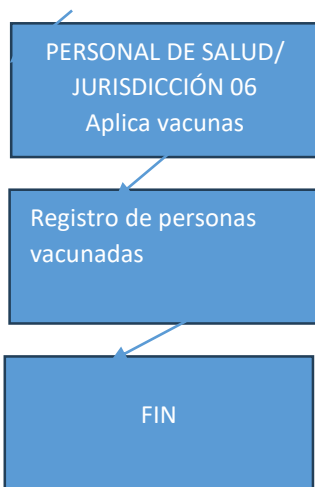 PERSONAL DE SALUD/
JURISDICCIÓN 06
Aplica vacunas
Registro de personas
vacunadas
FIN